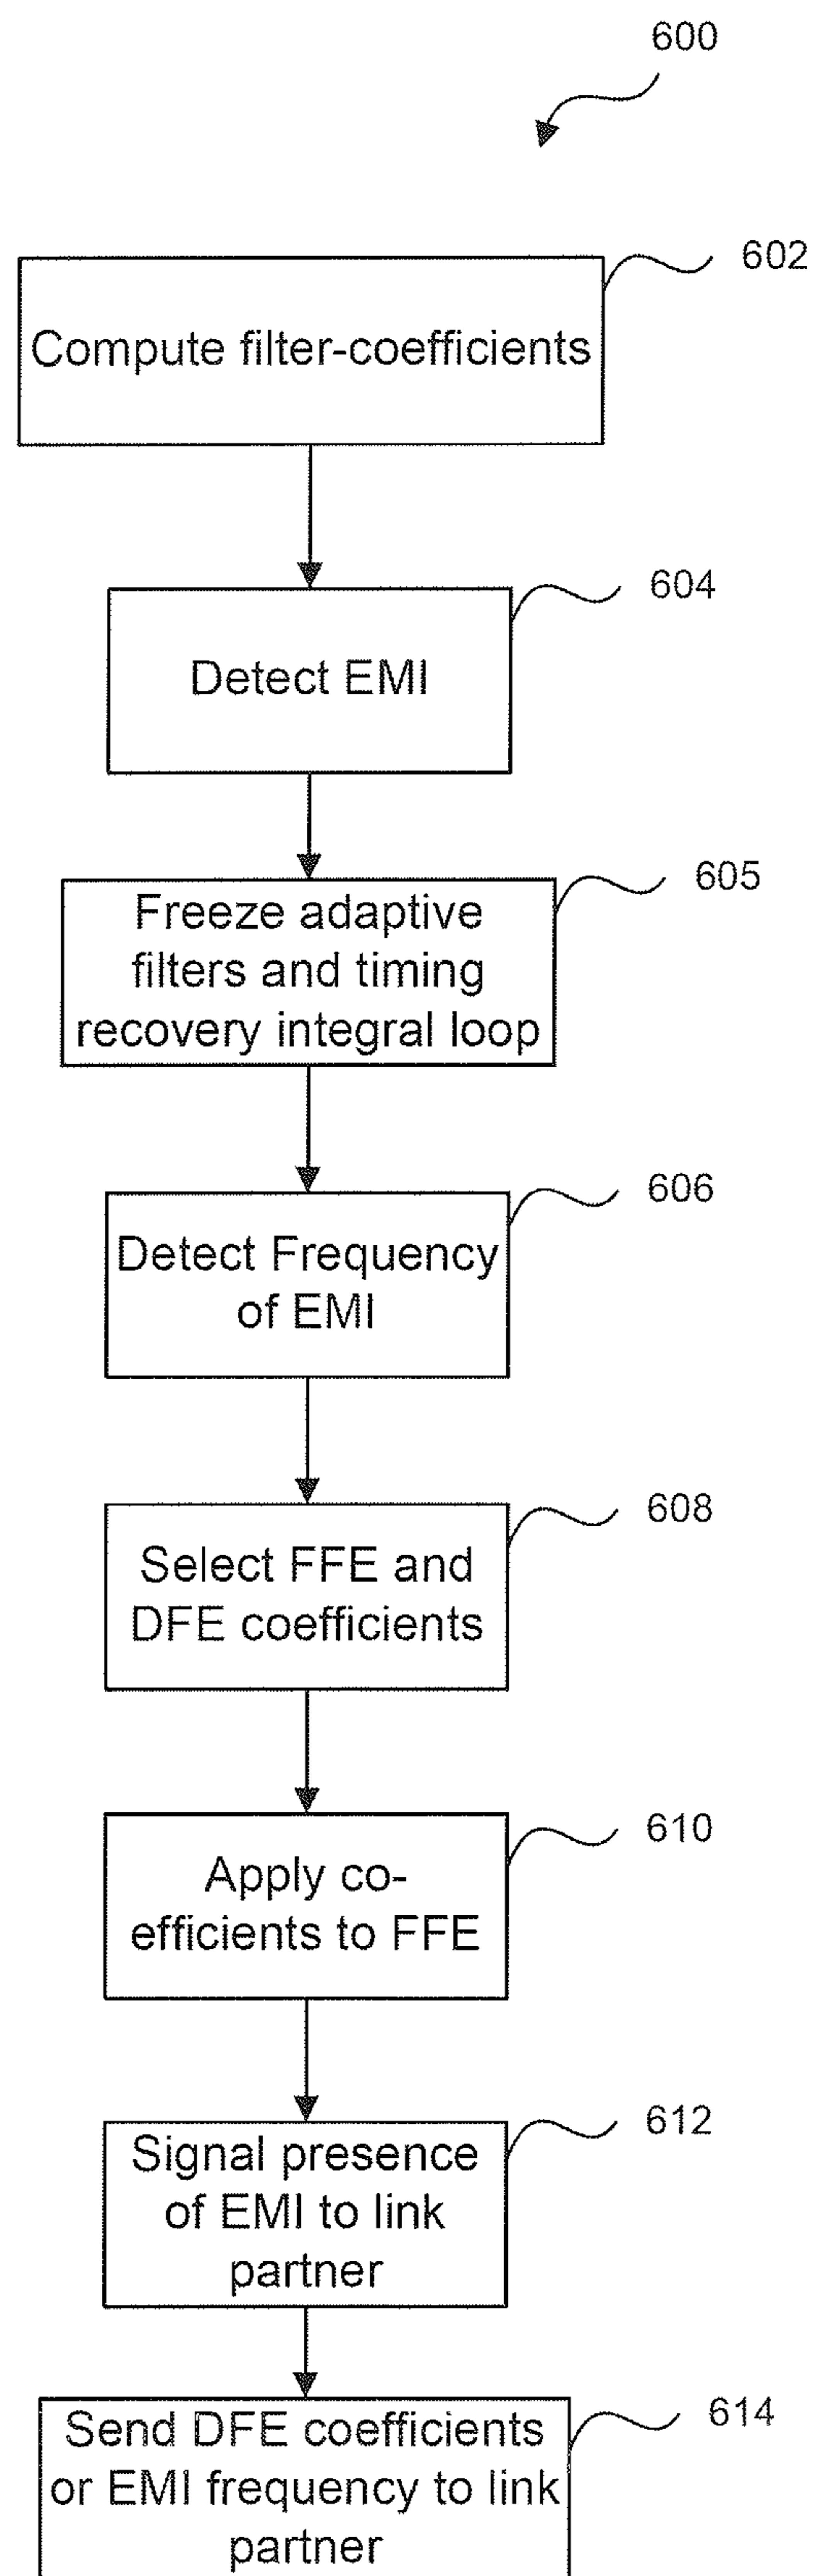 600
602
Compute filter-coefficients
604
Detect EMI
605
Freeze adaptive
filters and timing
recovery integral loop
606
Detect Frequency
of EMI
608
Select FFE and
DFE coefficients
610
Apply co-
efficients to FFE
612
Signal presence
of EMI to link
partner
614
Send DFE coefficients
or EMI frequency to link
partner